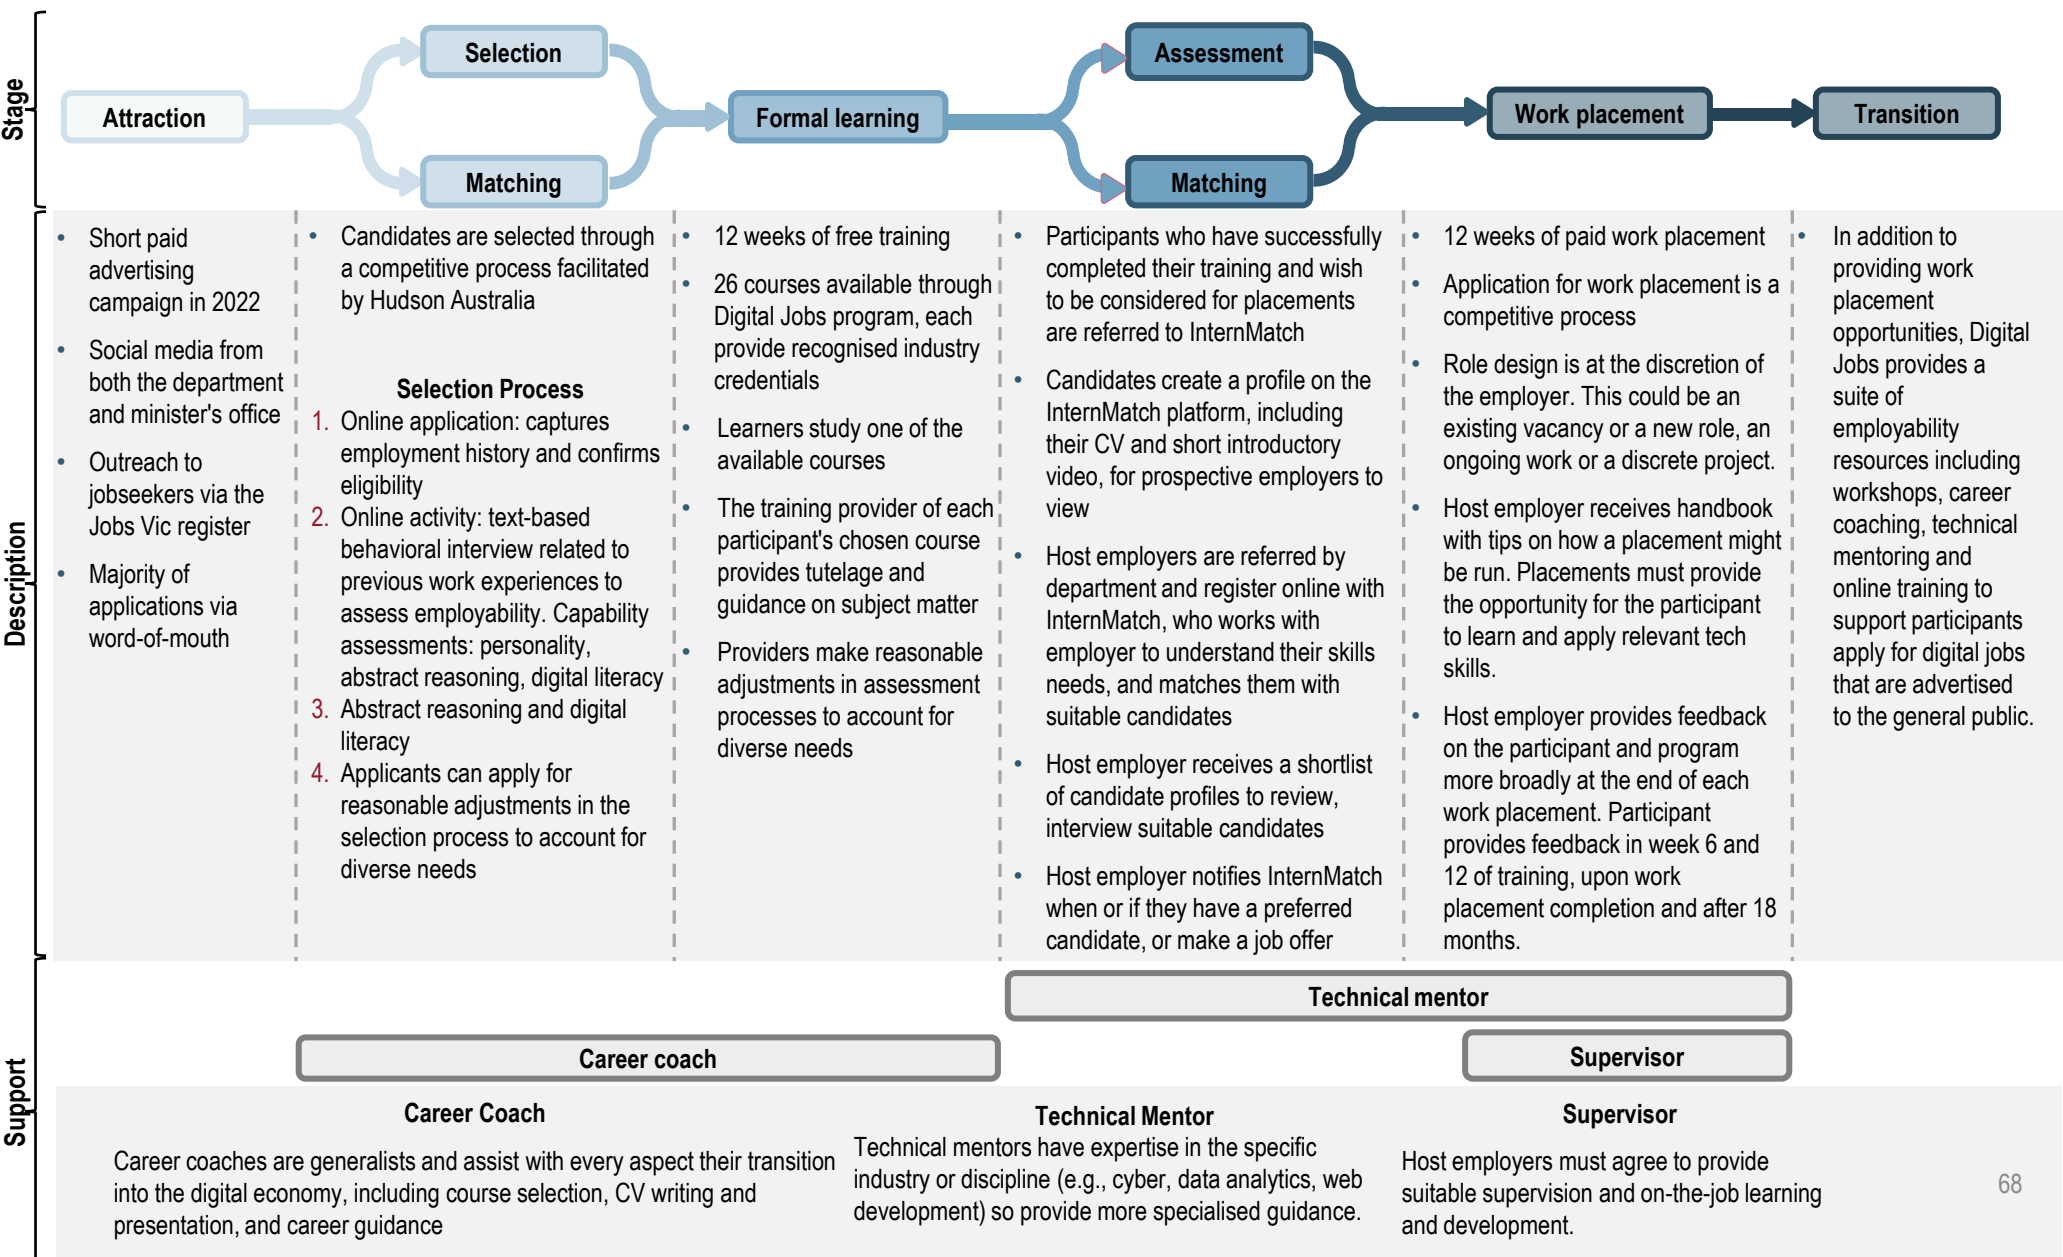 Stage
Attraction
Selection
Matching
Formal learning
Assessment
Matching
Work placement
Transition
Description
• Short paid
advertising
campaign in 2022
• Social media from
both the department
and minister's office
• Outreach to
jobseekers via the
Jobs Vic register
• Majority of
applications via
word-of-mouth
• Candidates are selected through
a competitive process facilitated
by Hudson Australia
Selection Process
1. Online application: captures
employment history and confirms
eligibility
2. Online activity: text-based
behavioral interview related to
previous work experiences to
assess employability. Capability
assessments: personality,
abstract reasoning, digital literacy
3. Abstract reasoning and digital
literacy
4. Applicants can apply for
reasonable adjustments in the
selection process to account for
diverse needs
• 12 weeks of free training
• 26 courses available through
Digital Jobs program, each
provide recognised industry
credentials
• Learners study one of the
available courses
• The training provider of each
participant's chosen course
provides tutelage and
guidance on subject matter
• Providers make reasonable
adjustments in assessment
processes to account for
diverse needs
• Participants who have successfully
completed their training and wish
to be considered for placements
are referred to InternMatch
• Candidates create a profile on the
InternMatch platform, including
their CV and short introductory
video, for prospective employers to
view
• Host employers are referred by
department and register online with
InternMatch, who works with
employer to understand their skills
needs, and matches them with
suitable candidates
• Host employer receives a shortlist
of candidate profiles to review,
interview suitable candidates
• Host employer notifies InternMatch
when or if they have a preferred
candidate, or make a job offer
• 12 weeks of paid work placement
• Application for work placement is a
competitive process
• Role design is at the discretion of
the employer. This could be an
existing vacancy or a new role, an
ongoing work or a discrete project.
• Host employer receives handbook
with tips on how a placement might
be run. Placements must provide
the opportunity for the participant
to learn and apply relevant tech
skills.
• Host employer provides feedback
on the participant and program
more broadly at the end of each
work placement. Participant
provides feedback in week 6 and
12 of training, upon work
placement completion and after 18
months.
• In addition to
providing work
placement
opportunities, Digital
Jobs provides a
suite of
employability
resources including
workshops, career
coaching, technical
mentoring and
online training to
support participants
apply for digital jobs
that are advertised
to the general public.
Support
Technical mentor
Career coach
Supervisor
Career Coach
Career coaches are generalists and assist with every aspect their transition
into the digital economy, including course selection, CV writing and
presentation, and career guidance
Technical Mentor
Technical mentors have expertise in the specific
industry or discipline (e.g., cyber, data analytics, web
development) so provide more specialised guidance.
Supervisor
Host employers must agree to provide
suitable supervision and on-the-job learning
and development.
68